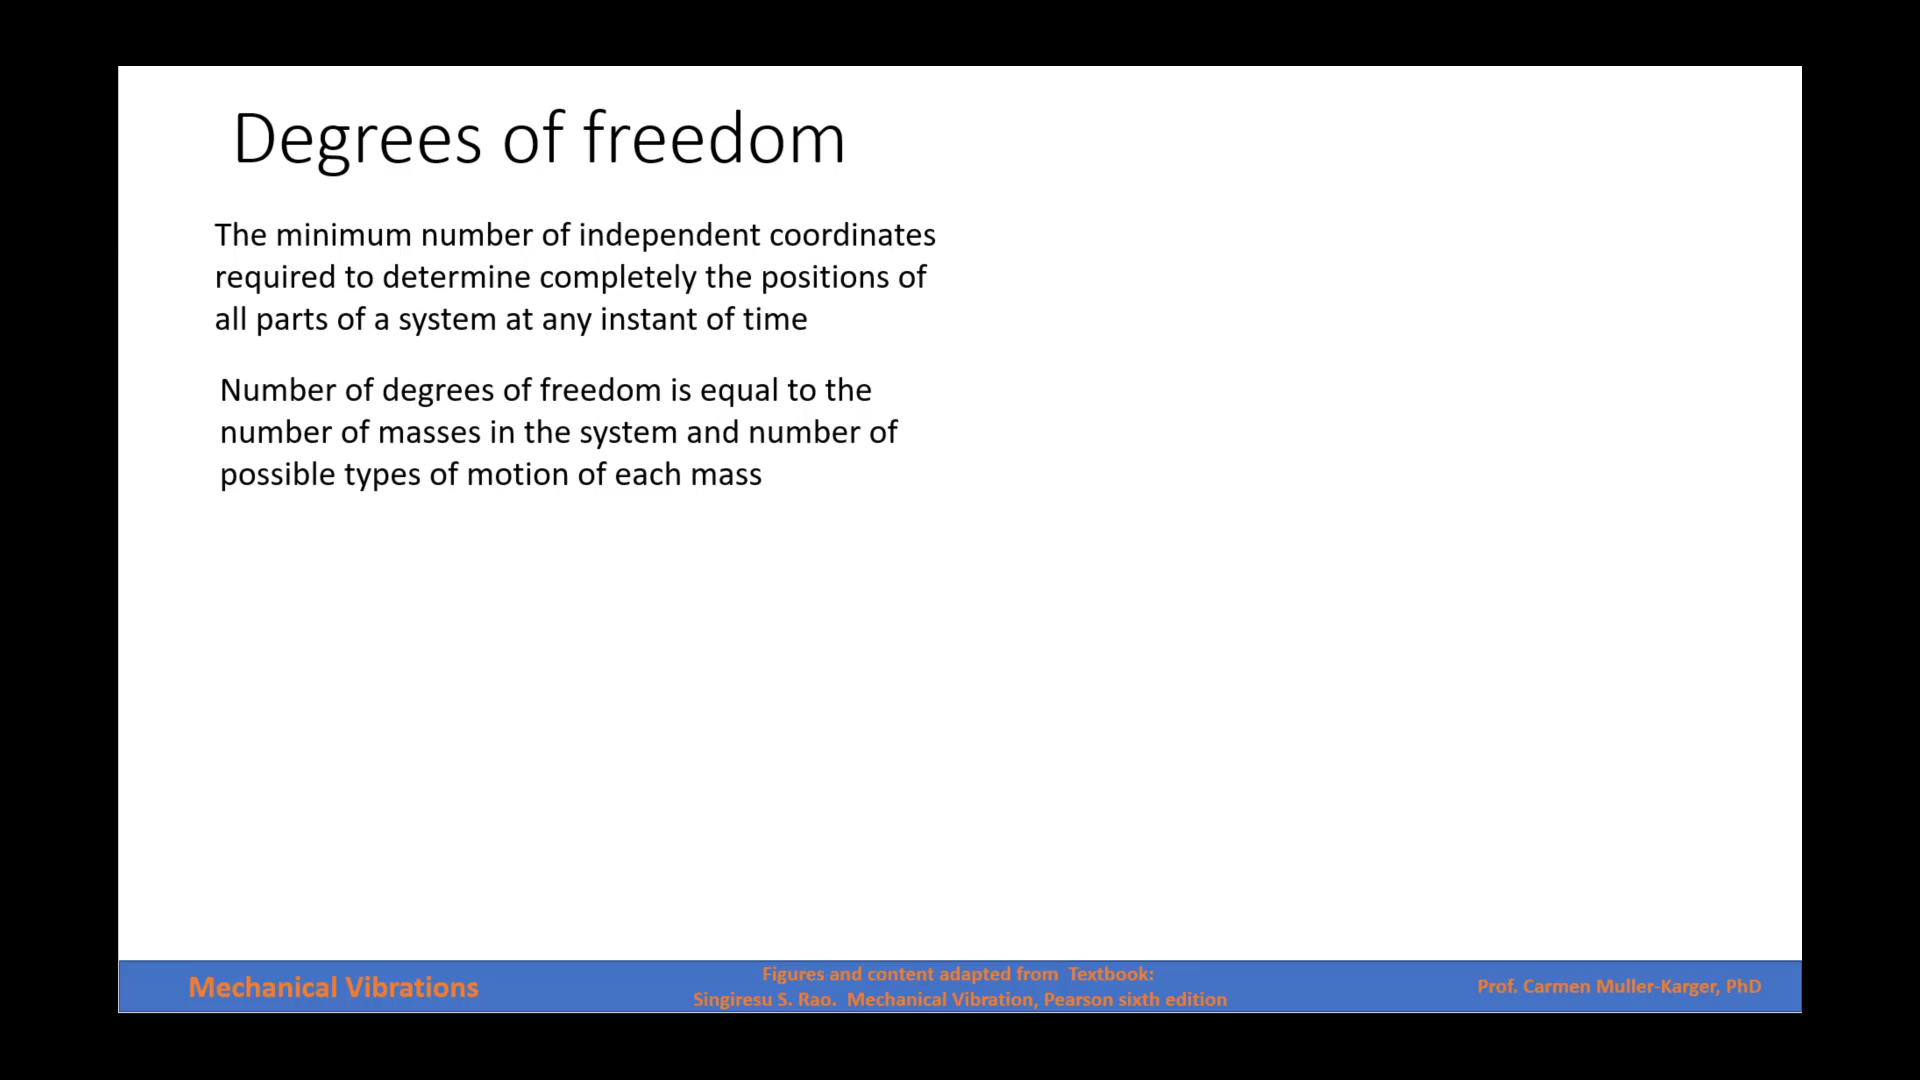 Degrees of freedom
The minimum number of independent coordinates
required to determine completely the positions of
all parts of a system at any instant of time
Number of degrees of freedom is equal to the
number of masses in the system and number of
possible types of motion of each mass
Mechanical Vibrations
Figures and content adapted from  Textbook:
Singiresu S. Rao.  Mechanical Vibration, Pearson sixth edition
Prof. Carmen Muller-Karger, PhD